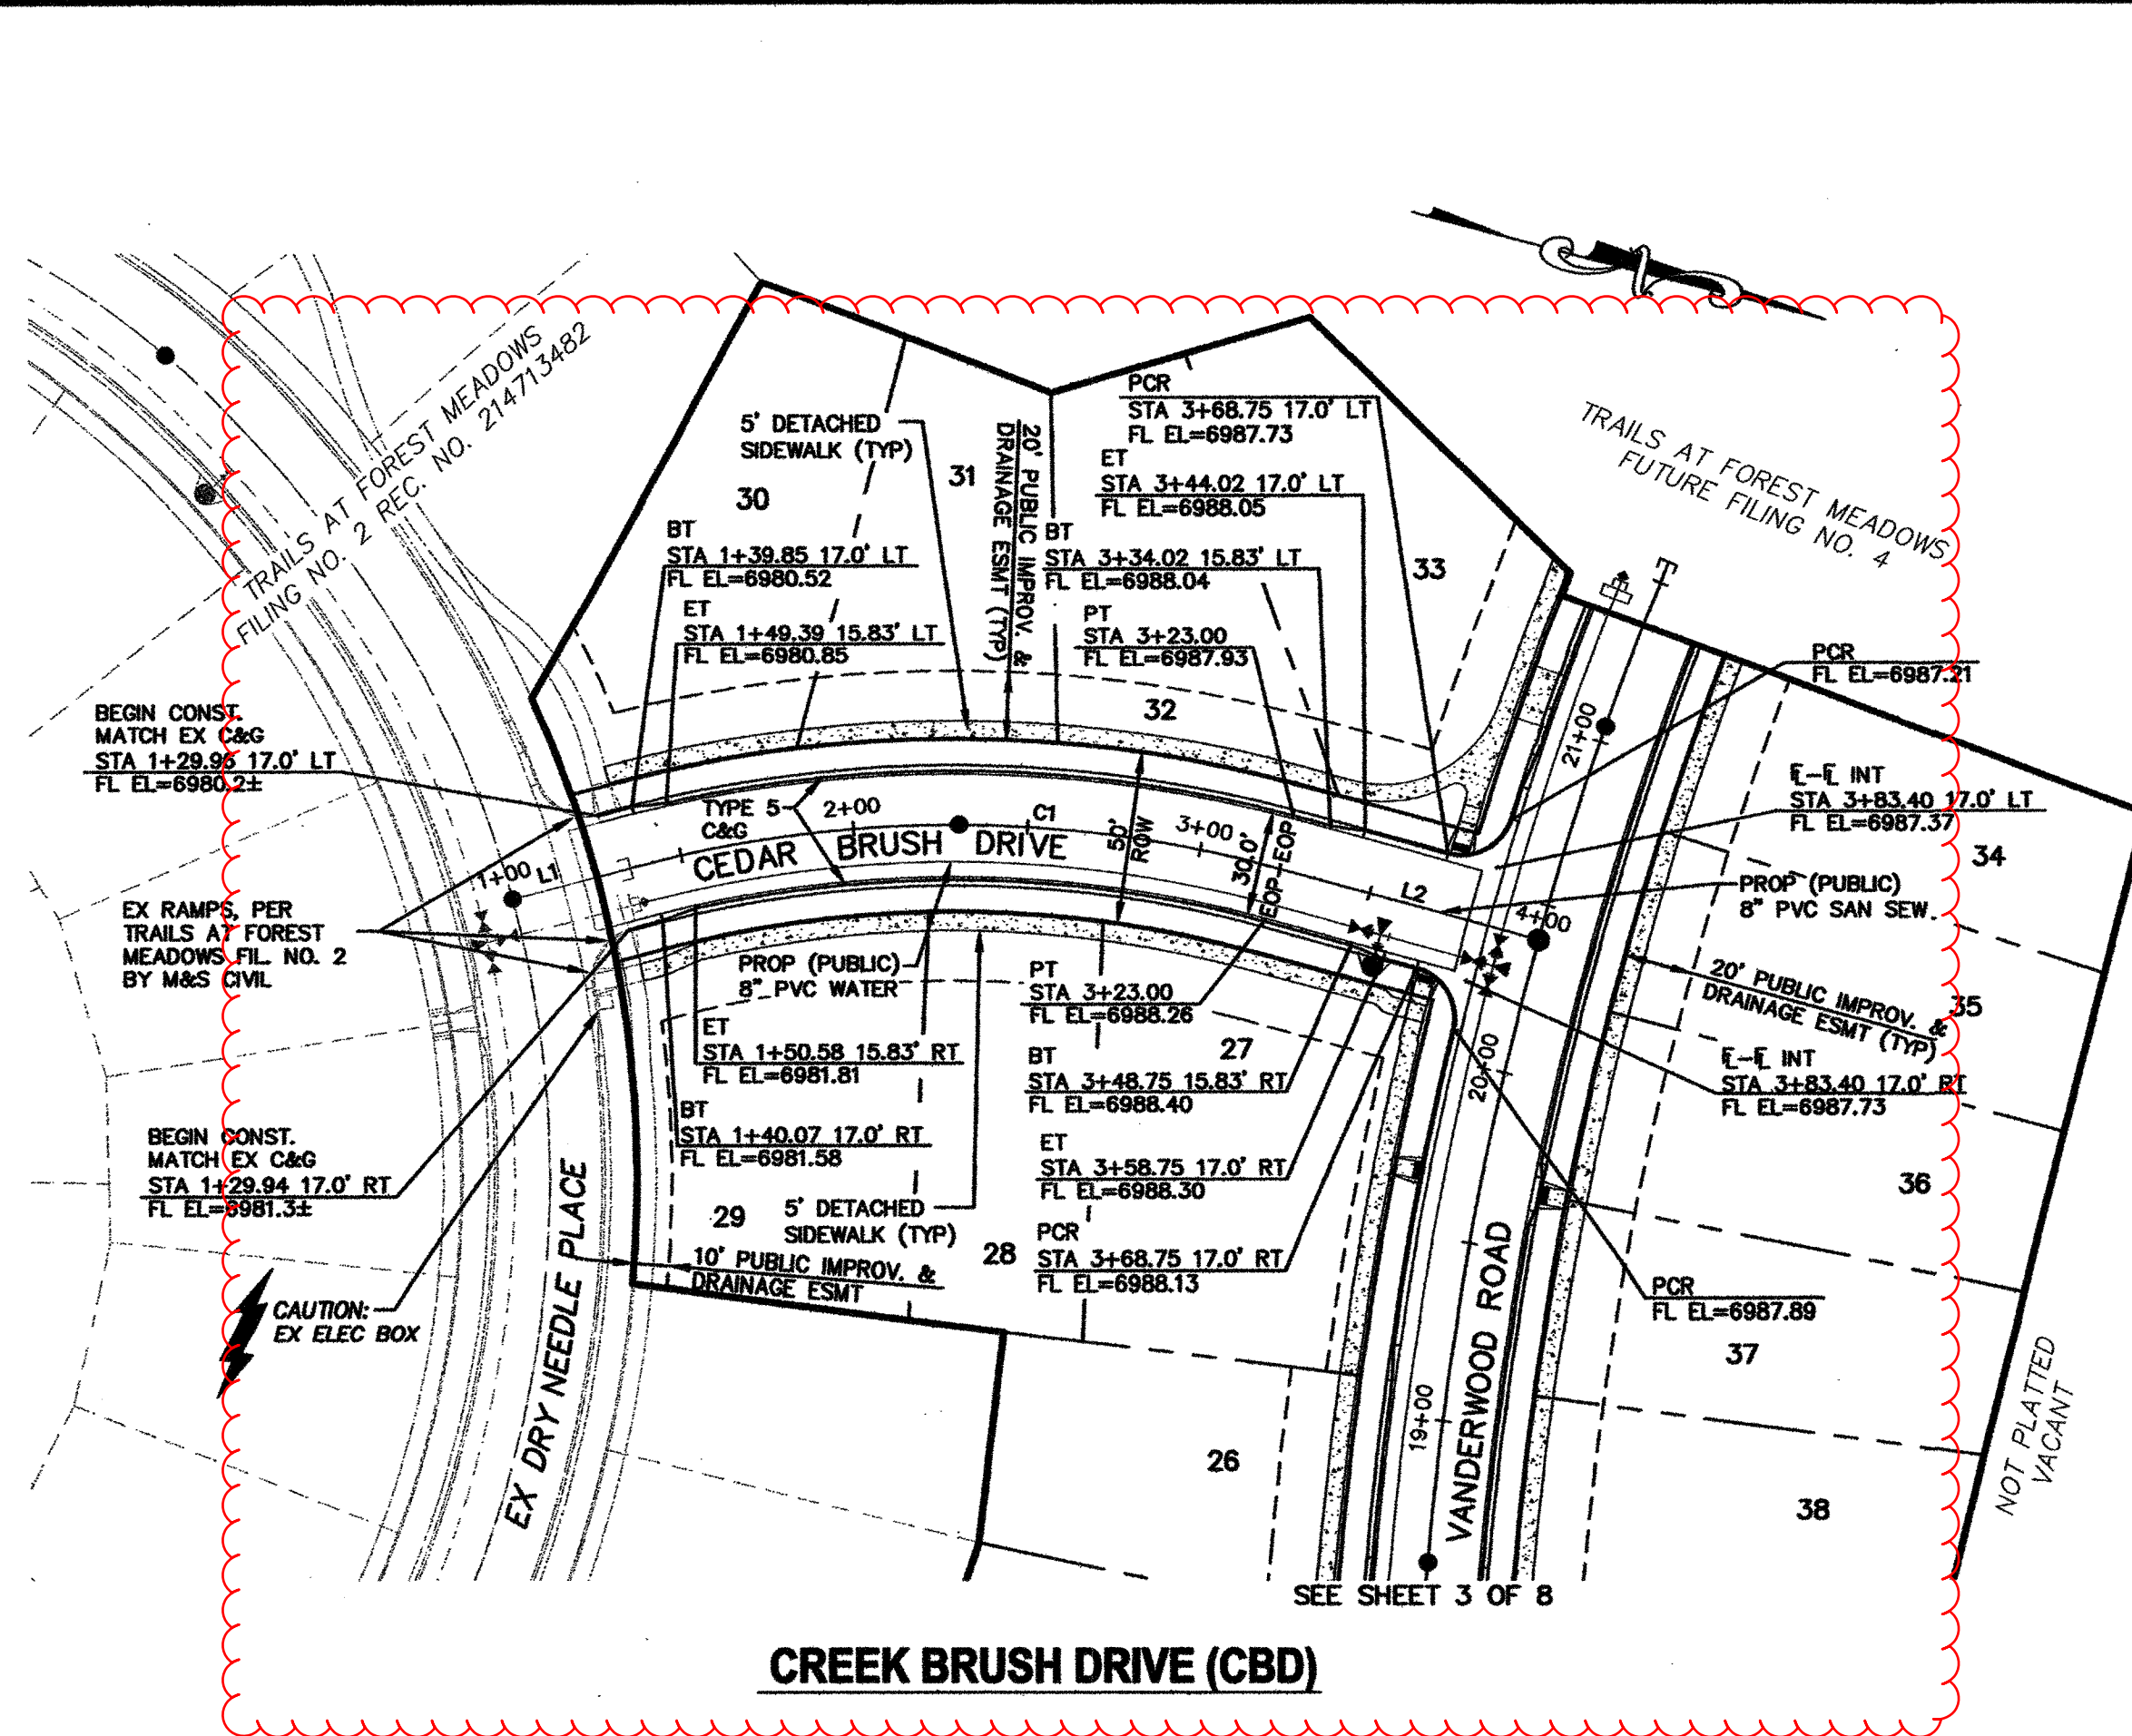 TRAILS AT FOREST MEADOWS
FILING NO. 2 REC. NO. 214713482
5' DETACHED
SIDEWALK (TYP)
30
31
20' PUBLIC IMPROV. &
DRAINAGE ESMT (TYP)
PCR
STA 3+68.75 17.0' LT
FL EL=6987.73
ET
STA 3+44.02 17.0' LT
FL EL=6988.05
BT
STA 3+34.02 15.83' LT
FL EL=6988.04
PT
STA 3+23.00
FL EL=6987.93
33
TRAILS AT FOREST MEADOWS
FUTURE FILING NO. 4
BT
STA 1+39.85 17.0' LT
FL EL=6980.52
ET
STA 1+49.39 15.83' LT
FL EL=6980.85
PCR
FL EL=6987.21
32
BEGIN CONST.
MATCH EX C&G
STA 1+29.96 17.0' LT
FL EL=6980.2±
21+00
℄-℄ INT
STA 3+83.40 17.0' LT
FL EL=6987.37
TYPE 5
C&G
2+00
C1
3+00
CEDAR BRUSH DRIVE
50'
ROW
30.0'
EOP-EOP
34
1+00
L1
L2
4+00
PROP (PUBLIC)
8" PVC SAN SEW.
EX RAMPS, PER
TRAILS AT FOREST
MEADOWS FIL. NO. 2
BY M&S CIVIL
PROP (PUBLIC)
8" PVC WATER
PT
STA 3+23.00
FL EL=6988.26
20' PUBLIC IMPROV. &
DRAINAGE ESMT (TYP)
35
ET
STA 1+50.58 15.83' RT
FL EL=6981.81
27
BT
STA 3+48.75 15.83' RT
FL EL=6988.40
20+00
℄-℄ INT
STA 3+83.40 17.0' RT
FL EL=6987.73
BT
STA 1+40.07 17.0' RT
FL EL=6981.58
BEGIN CONST.
MATCH EX C&G
STA 1+29.94 17.0' RT
FL EL=6981.3±
ET
STA 3+58.75 17.0' RT
FL EL=6988.30
36
29
5' DETACHED
SIDEWALK (TYP)
28
PCR
STA 3+68.75 17.0' RT
FL EL=6988.13
10' PUBLIC IMPROV. &
DRAINAGE ESMT
PCR
FL EL=6987.89
CAUTION:
EX ELEC BOX
EX DRY NEEDLE PLACE
37
NOT PLATTED
VACANT
VANDERWOOD ROAD
19+00
26
38
SEE SHEET 3 OF 8
CREEK BRUSH DRIVE (CBD)